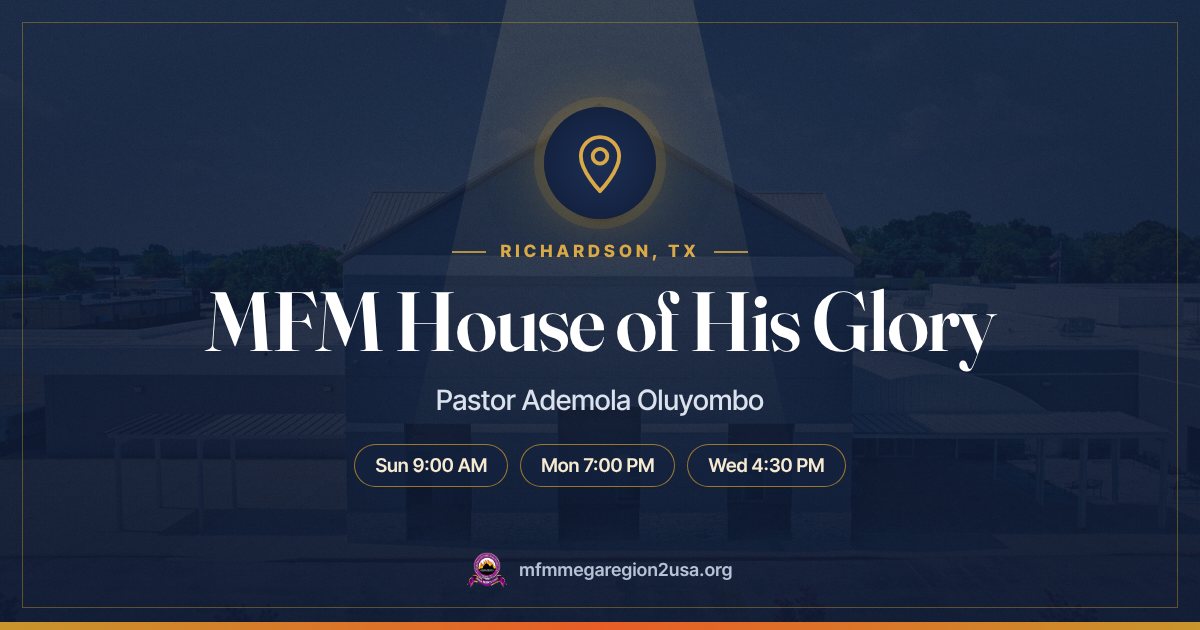 RICHARDSON, TX
MFM House of His Glory
Pastor Ademola Oluyombo
Sun 9:00 AM Mon 7:00 PM Wed 4:30 PM
mfmmegaregion2usa.org